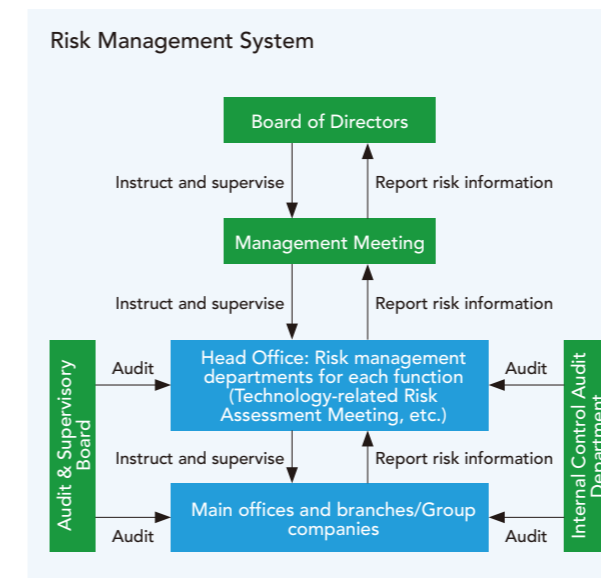 Risk Management System
Board of Directors
Instruct and supervise
Report risk information
Management Meeting
Instruct and supervise
Report risk information
Audit & Supervisory
Board
Audit
Head Office: Risk management
departments for each function
(Technology-related Risk
Assessment Meeting, etc.)
Audit
Internal Control Audit
Department
Instruct and supervise
Report risk information
Audit
Main offices and branches/Group
companies
Audit